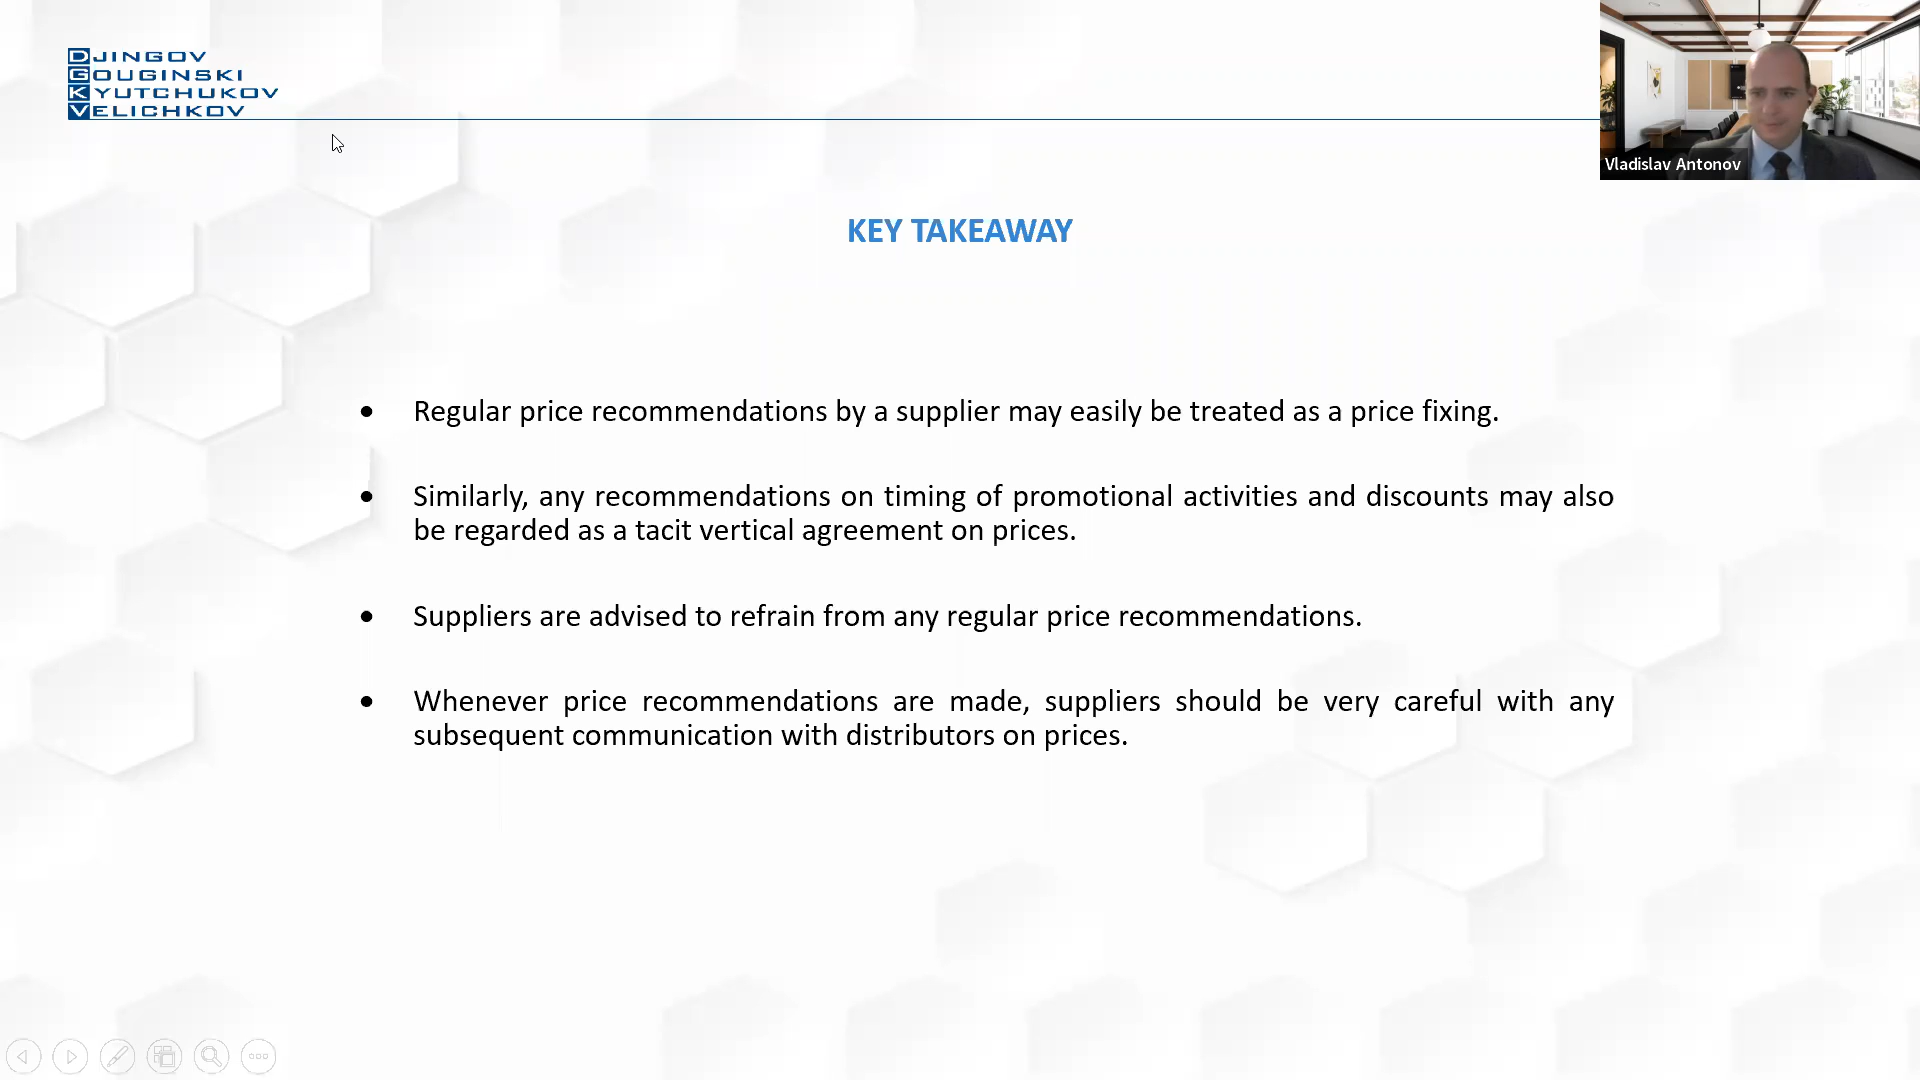 DJINGOV
GOUGINSKI
KYUTCHUKOV
VELICHKOV
Vladislav Antonov
KEY TAKEAWAY
• Regular price recommendations by a supplier may easily be treated as a price fixing.
• Similarly, any recommendations on timing of promotional activities and discounts may also
be regarded as a tacit vertical agreement on prices.
• Suppliers are advised to refrain from any regular price recommendations.
• Whenever price recommendations are made, suppliers should be very careful with any
subsequent communication with distributors on prices.